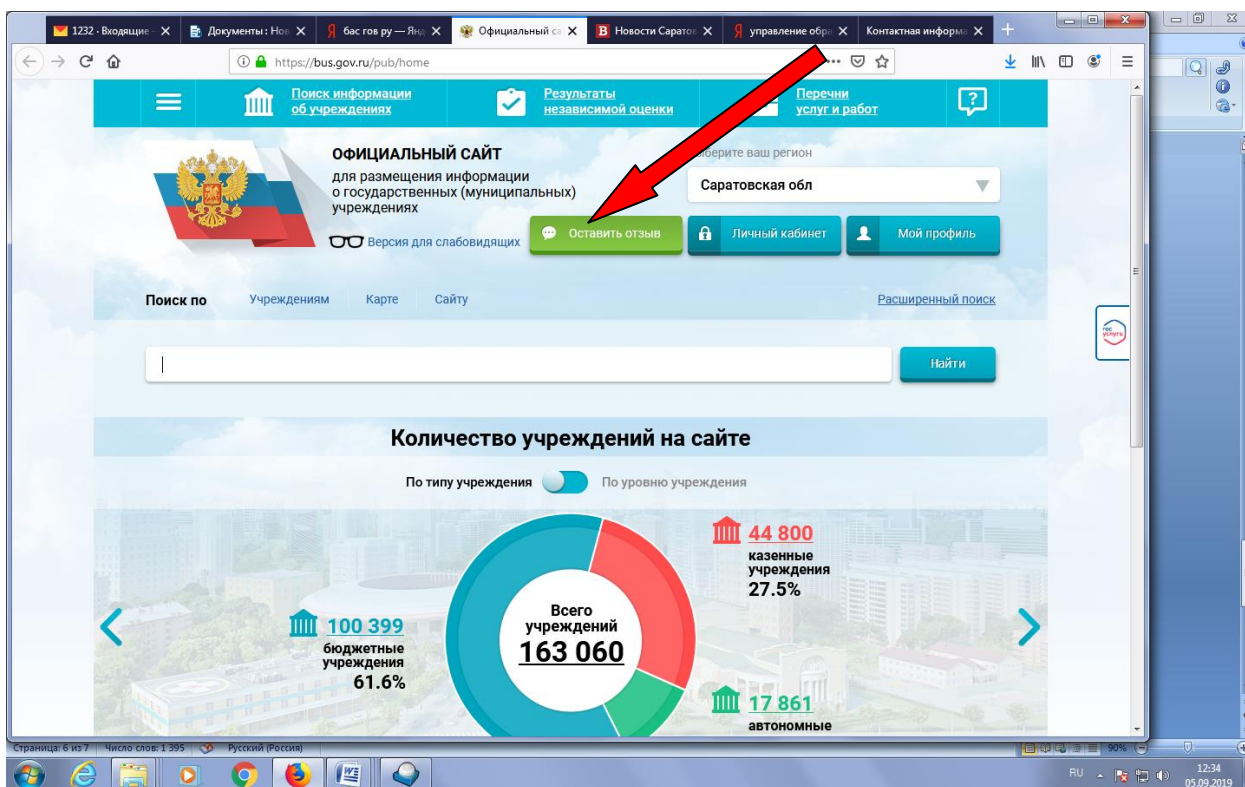 1232 - Входящие -
Документы : Нов
бас гов ру — Янд
Официальный са
Новости Саратов
управление обра
Контактная информ
https://bus.gov.ru/pub/home
Поиск информации
об учреждениях
Результаты
независимой оценки
Перечни
услуг и работ
ОФИЦИАЛЬНЫЙ САЙТ
для размещения информации
о государственных (муниципальных)
учреждениях
Версия для слабовидящих
ваш регион
Саратовская обл
Оставить отзыв
Личный кабинет
Мой профиль
Поиск по
Учреждениям
Карте
Сайту
Расширенный поиск
гос
услуги
Найти
Количество учреждений на сайте
По типу учреждения
По уровню учреждения
44 800
казенные
учреждения
27.5%
Всего
учреждений
163 060
100 399
бюджетные
учреждения
61.6%
17 861
автономные
Страница: 6 из 7
Число слов: 1 395
Русский (Россия)
90%
RU
12:34
05.09.2019